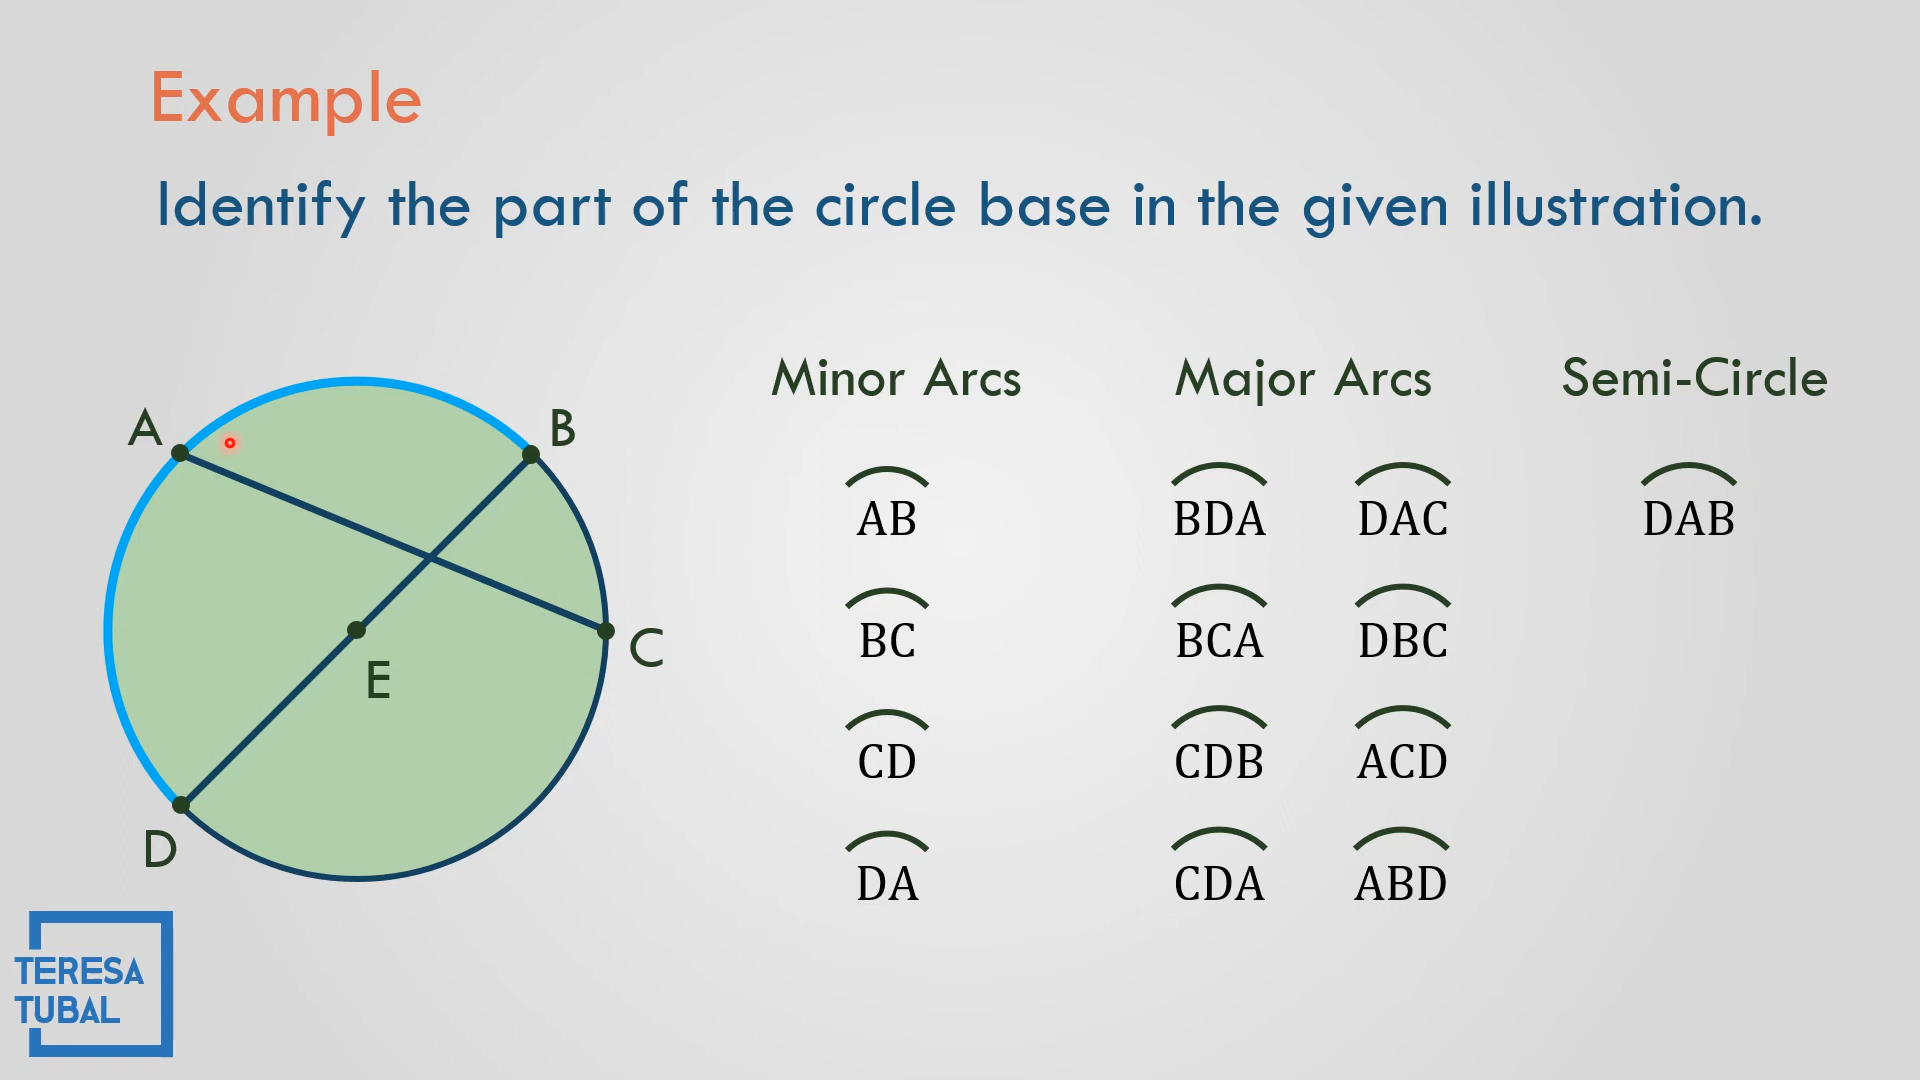 Example
Identify the part of the circle base in the given illustration.
A
B
C
E
D
Minor Arcs Major Arcs Semi-Circle
AB BDA DAC DAB
BC BCA DBC
CD CDB ACD
DA CDA ABD
TERESA
TUBAL